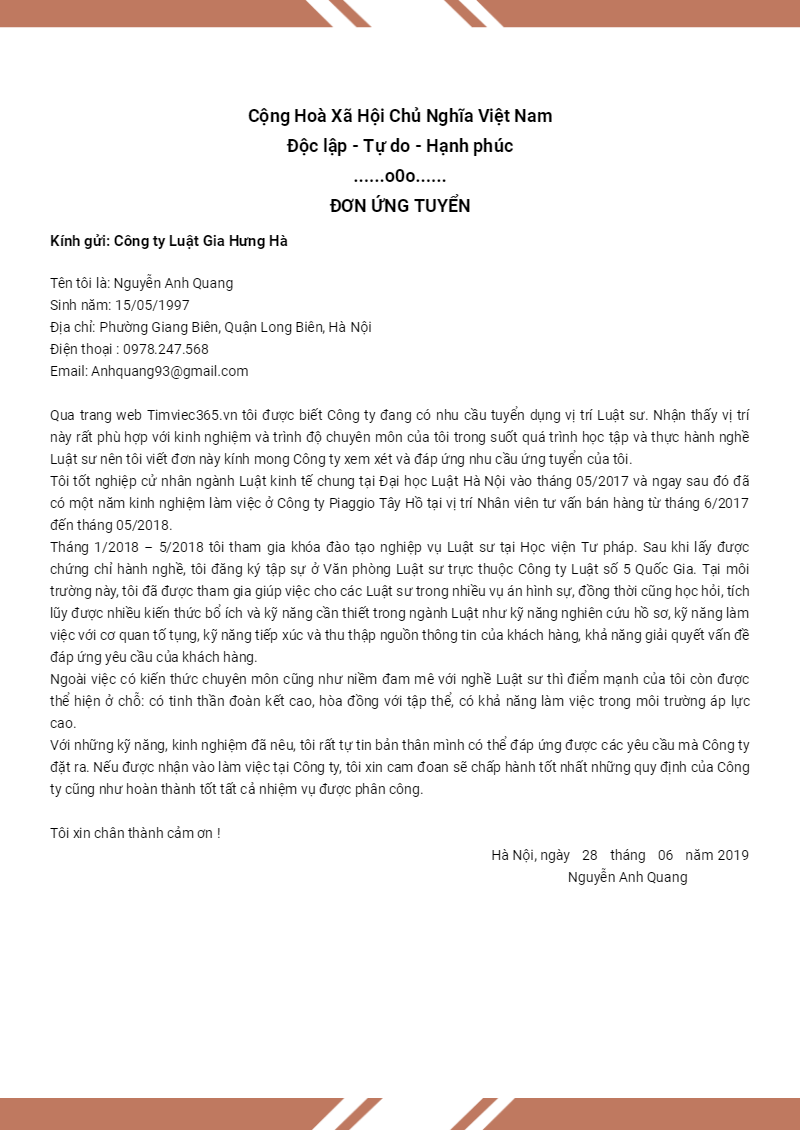 Cộng Hoà Xã Hội Chủ Nghĩa Việt Nam
Độc lập - Tự do - Hạnh phúc
......o0o......
ĐƠN ỨNG TUYỂN
Kính gửi: Công ty Luật Gia Hưng Hà
Tên tôi là: Nguyễn Anh Quang
Sinh năm: 15/05/1997
Địa chỉ: Phường Giang Biên, Quận Long Biên, Hà Nội
Điện thoại : 0978.247.568
Email: Anhquang93@gmail.com
Qua trang web Timviec365.vn tôi được biết Công ty đang có nhu cầu tuyển dụng vị trí Luật sư. Nhận thấy vị trí
này rất phù hợp với kinh nghiệm và trình độ chuyên môn của tôi trong suốt quá trình học tập và thực hành nghề
Luật sư nên tôi viết đơn này kính mong Công ty xem xét và đáp ứng nhu cầu ứng tuyển của tôi.
Tôi tốt nghiệp cử nhân ngành Luật kinh tế chung tại Đại học Luật Hà Nội vào tháng 05/2017 và ngay sau đó đã
có một năm kinh nghiệm làm việc ở Công ty Piaggio Tây Hồ tại vị trí Nhân viên tư vấn bán hàng từ tháng 6/2017
đến tháng 05/2018.
Tháng 1/2018 – 5/2018 tôi tham gia khóa đào tạo nghiệp vụ Luật sư tại Học viện Tư pháp. Sau khi lấy được
chứng chỉ hành nghề, tôi đăng ký tập sự ở Văn phòng Luật sư trực thuộc Công ty Luật số 5 Quốc Gia. Tại môi
trường này, tôi đã được tham gia giúp việc cho các Luật sư trong nhiều vụ án hình sự, đồng thời cũng học hỏi, tích
lũy được nhiều kiến thức bổ ích và kỹ năng cần thiết trong ngành Luật như kỹ năng nghiên cứu hồ sơ, kỹ năng làm
việc với cơ quan tố tụng, kỹ năng tiếp xúc và thu thập nguồn thông tin của khách hàng, khả năng giải quyết vấn đề
đáp ứng yêu cầu của khách hàng.
Ngoài việc có kiến thức chuyên môn cũng như niềm đam mê với nghề Luật sư thì điểm mạnh của tôi còn được
thể hiện ở chỗ: có tinh thần đoàn kết cao, hòa đồng với tập thể, có khả năng làm việc trong môi trường áp lực
cao.
Với những kỹ năng, kinh nghiệm đã nêu, tôi rất tự tin bản thân mình có thể đáp ứng được các yêu cầu mà Công ty
đặt ra. Nếu được nhận vào làm việc tại Công ty, tôi xin cam đoan sẽ chấp hành tốt nhất những quy định của Công
ty cũng như hoàn thành tốt tất cả nhiệm vụ được phân công.
Tôi xin chân thành cảm ơn !
Hà Nội, ngày 28 tháng 06 năm 2019
Nguyễn Anh Quang